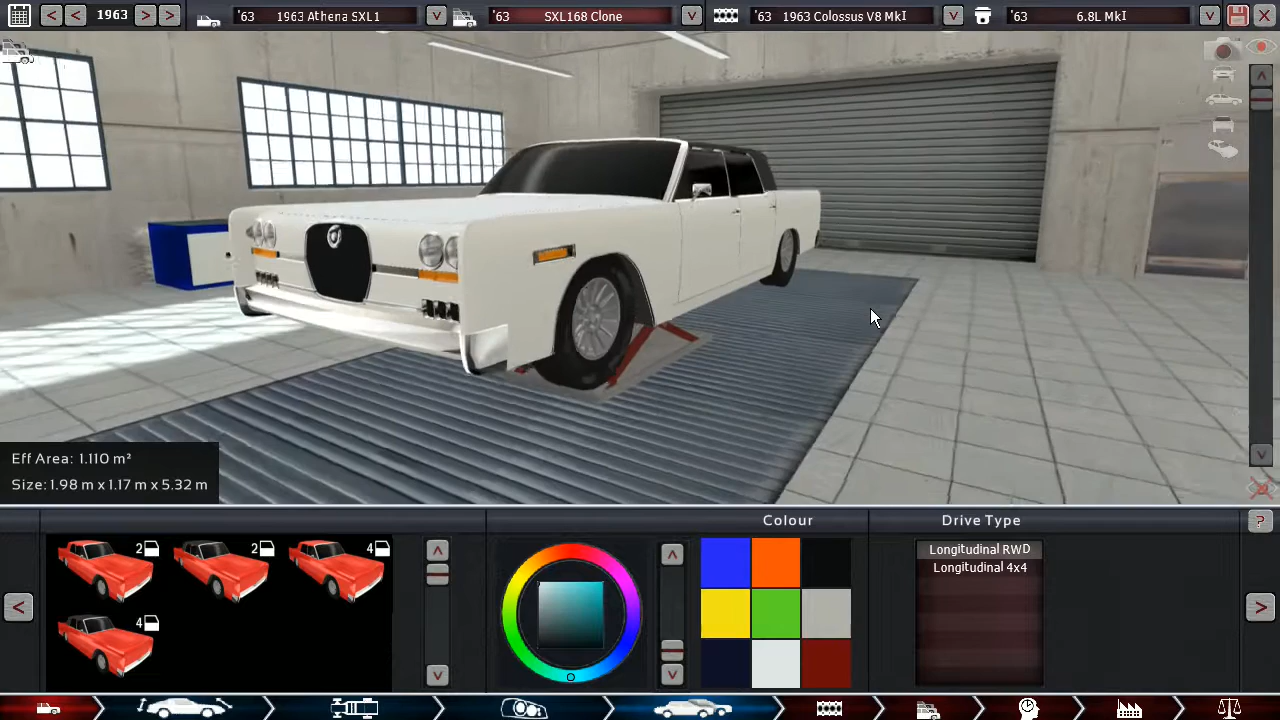 < < 1963 > > '63 1963 Athena SXL1 '63 SXL168 Clone '63 1963 Colossus V8 MkI '63 6.8L MkI
Eff Area: 1.110 m²
Size: 1.98 m x 1.17 m x 5.32 m
Colour
Drive Type
?
2
2
4
4
Longitudinal RWD
Longitudinal 4x4